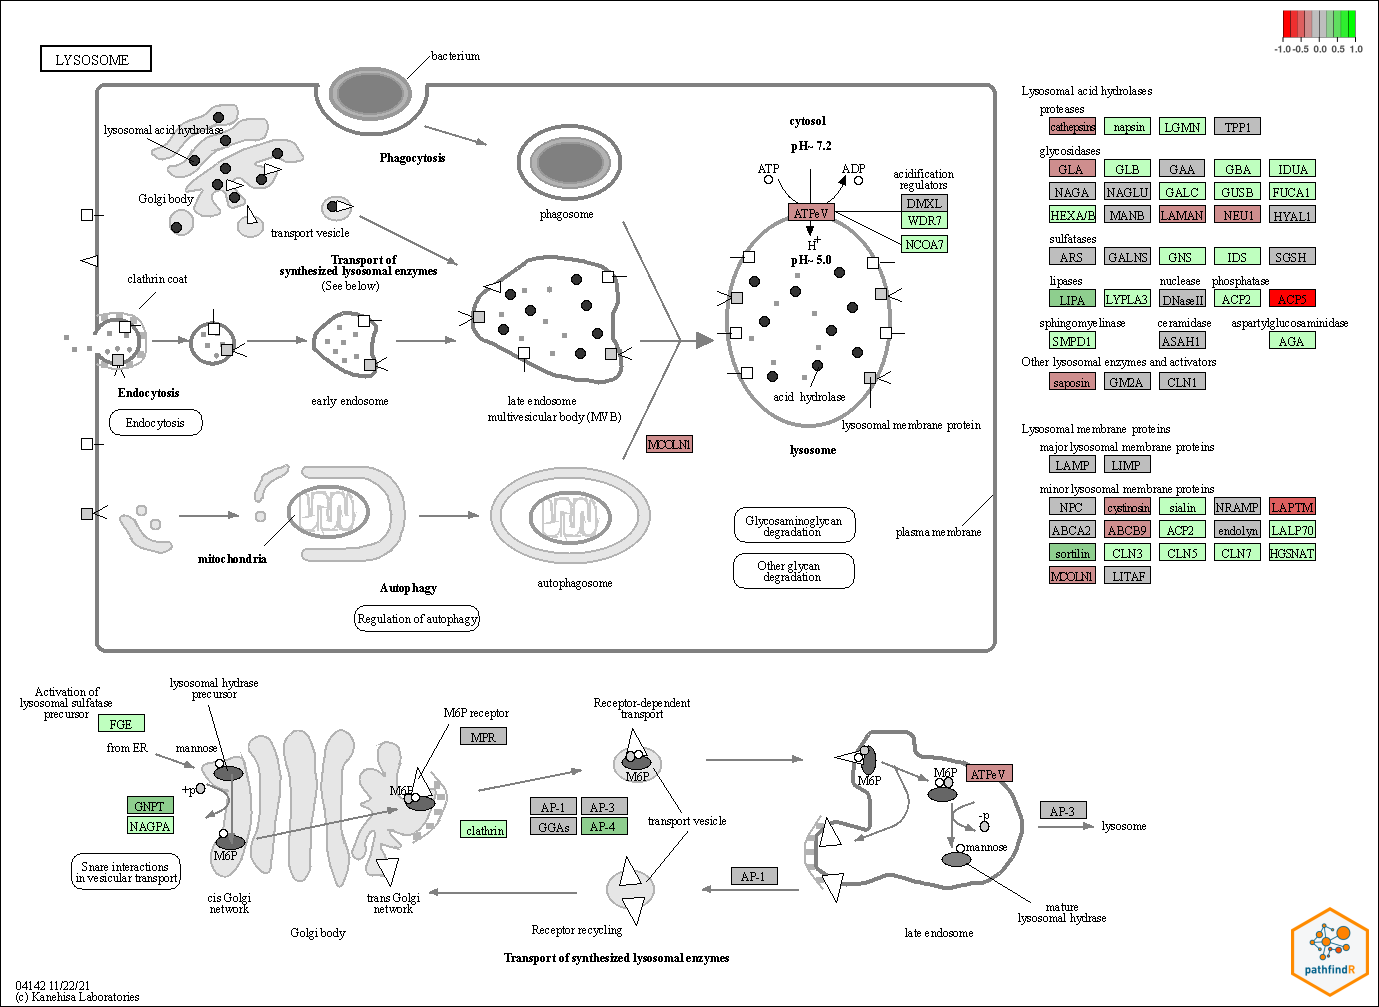 LYSOSOME
bacterium
-1.0 -0.5 0.0 0.5 1.0
lysosomal acid hydrolase
Phagocytosis
Golgi body
transport vesicle
phagosome
Transport of
synthesized lysosomal enzymes
(See below)
clathrin coat
cytosol
pH~ 7.2
ATP
ADP
acidification
regulators
ATPeV
DMXL
WDR7
NCOA7
H+
pH~ 5.0
Endocytosis
Endocytosis
early endosome
late endosome
multivesicular body (MVB)
acid hydrolase
lysosomal membrane protein
lysosome
MCOLN1
mitochondria
Autophagy
Regulation of autophagy
autophagosome
Glycosaminoglycan
degradation
Other glycan
degradation
plasma membrane
Lysosomal acid hydrolases
proteases
cathepsins napsin LGMN TPP1
glycosidases
GLA GLB GAA GBA IDUA
NAGA NAGLU GALC GUSB FUCA1
HEXA/B MANB LAMAN NEU1 HYAL1
sulfatases
ARS GALNS GNS IDS SGSH
lipases nuclease phosphatase
LIPA LYPLA3 DNaseII ACP2 ACP5
sphingomyelinase ceramidase aspartylglucosaminidase
SMPD1 ASAH1 AGA
Other lysosomal enzymes and activators
saposin GM2A CLN1
Lysosomal membrane proteins
major lysosomal membrane proteins
LAMP LIMP
minor lysosomal membrane proteins
NPC cystinosin sialin NRAMP LAPTM
ABCA2 ABCB9 ACP2 endolyn LALP70
sortilin CLN3 CLN5 CLN7 HGSNAT
MCOLN1 LITAF
Activation of
lysosomal sulfatase
precursor
FGE
lysosomal hydrase
precursor
from ER
mannose
+p
GNPT
NAGPA
M6P
Snare interactions
in vesicular transport
cis Golgi
network
Golgi body
trans Golgi
network
M6P receptor
MPR
M6P
clathrin
AP-1 AP-3
GGAs AP-4
Receptor-dependent
transport
M6P
transport vesicle
Receptor recycling
AP-1
M6P
M6P
ATPeV
-p
mannose
AP-3
lysosome
mature
lysosomal hydrase
late endosome
Transport of synthesized lysosomal enzymes
04142 11/22/21
(c) Kanehisa Laboratories
pathfindR